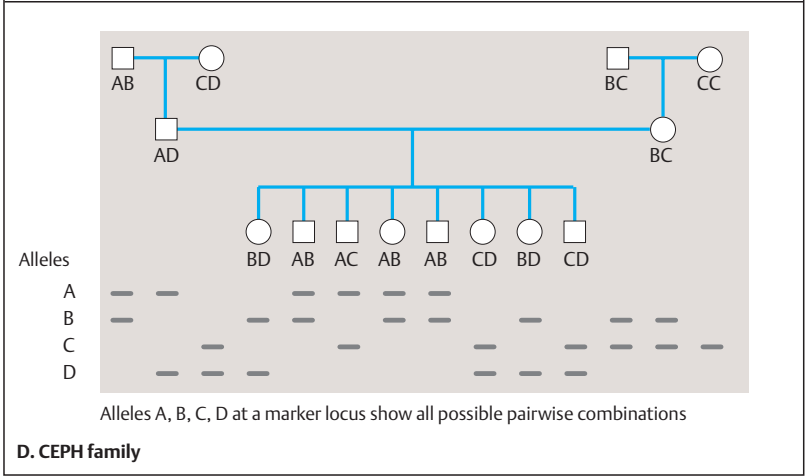 AB CD BC CC
AD BC
BD AB AC AB AB CD BD CD
Alleles
A
B
C
D
Alleles A, B, C, D at a marker locus show all possible pairwise combinations
D. CEPH family